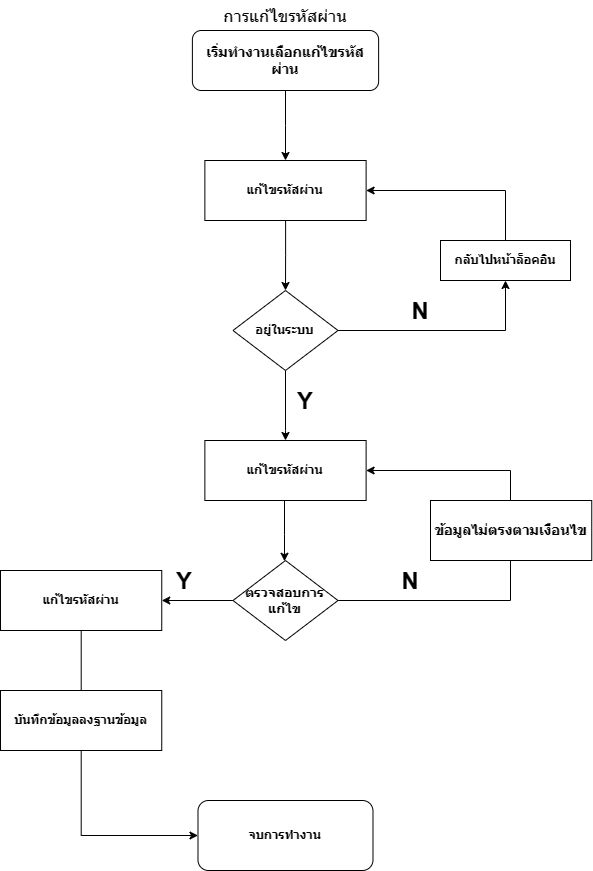 การแก้ไขรหัสผ่าน
เริ่มทำงานเลือกแก้ไขรหัส
ผ่าน
แก้ไขรหัสผ่าน
กลับไปหน้าล็อคอิน
N
อยู่ในระบบ
Y
แก้ไขรหัสผ่าน
ข้อมูลไม่ตรงตามเงื่อนไข
Y
N
ตรวจสอบการ
แก้ไข
แก้ไขรหัสผ่าน
บันทึกข้อมูลลงฐานข้อมูล
จบการทำงาน